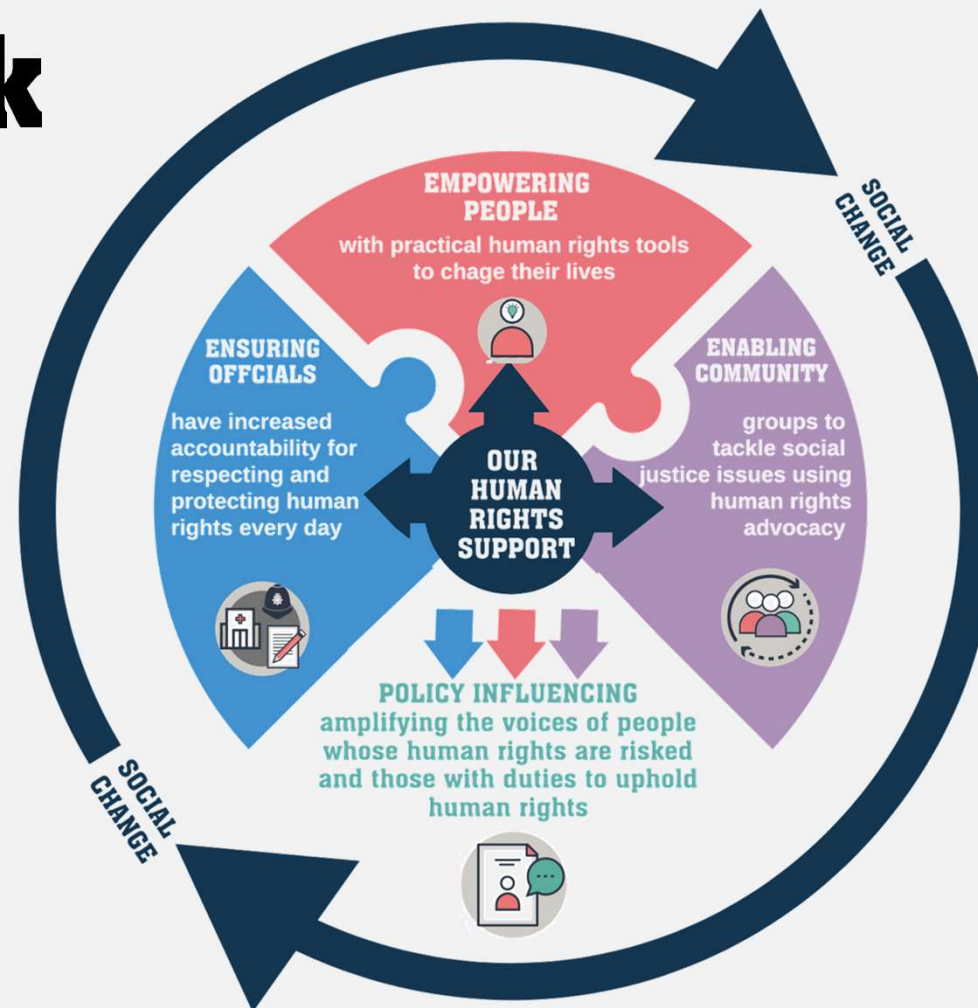 k
EMPOWERING
PEOPLE
with practical human rights tools
to chage their lives
SOCIAL
CHANGE
ENSURING
OFFCIALS
have increased
accountability for
respecting and
protecting human
rights every day
ENABLING
COMMUNITY
groups to
tackle social
justice issues using
human rights
advocacy
OUR
HUMAN
RIGHTS
SUPPORT
POLICY INFLUENCING
amplifying the voices of people
whose human rights are risked
and those with duties to uphold
human rights
SOCIAL
CHANGE